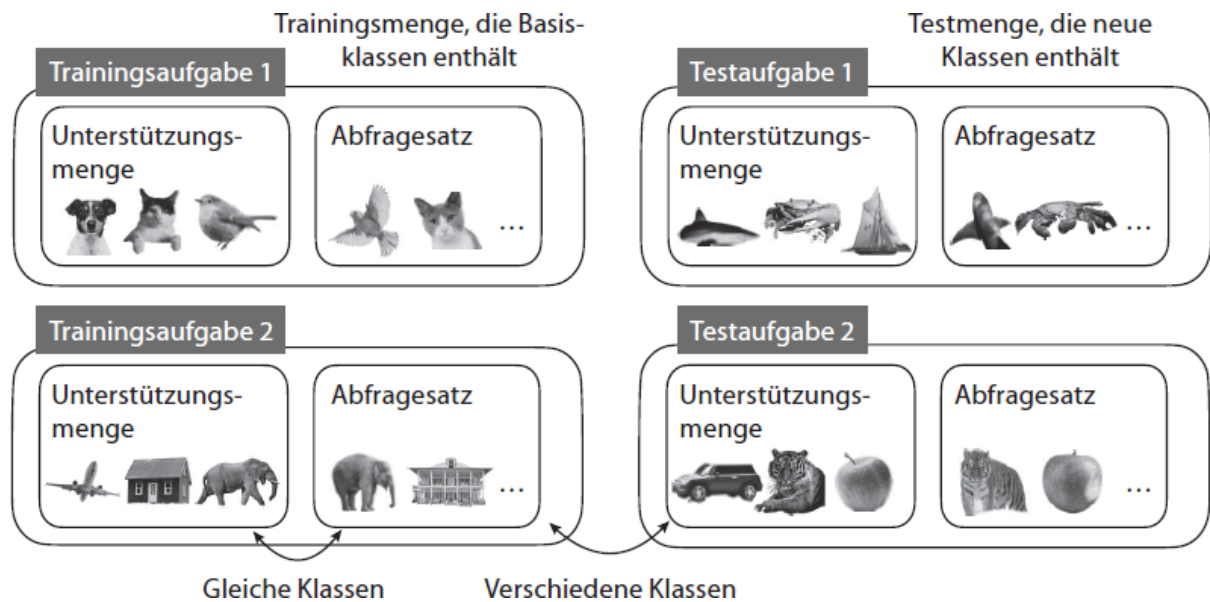 Trainingsmenge, die Basis-
klassen enthält
Testmenge, die neue
Klassen enthält
Trainingsaufgabe 1
Unterstützungs-
menge
Abfragesatz
...
Testaufgabe 1
Unterstützungs-
menge
Abfragesatz
...
Trainingsaufgabe 2
Unterstützungs-
menge
Abfragesatz
...
Testaufgabe 2
Unterstützungs-
menge
Abfragesatz
...
Gleiche Klassen
Verschiedene Klassen